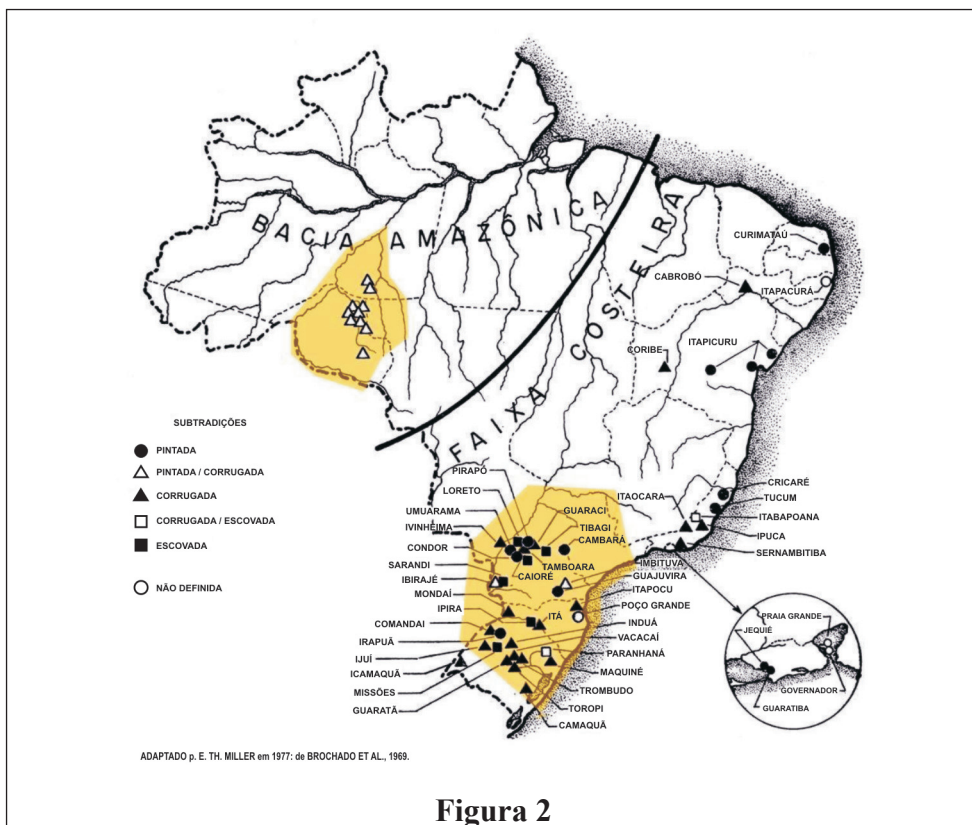 BACIA AMAZÔNICA
FAIXA COSTEIRA
CURIMATAÚ
CABROBÓ
ITAPACURÁ
ITAPICURU
CORIBE
SUBTRADIÇÕES
PINTADA
PINTADA / CORRUGADA
CORRUGADA
CORRUGADA / ESCOVADA
ESCOVADA
NÃO DEFINIDA
PIRAPÓ
LORETO
UMUARAMA
IVINHEIMA
CONDOR
SARANDI
IBIRAJÉ
MONDAÍ
IPIRA
COMANDAI
IRAPUÃ
IJUÍ
ICAMAQUÃ
MISSÕES
GUARATÃ
GUARACI
TIBAGI
CAMBARÁ
TAMBOARA
CAIORÉ
ITÁ
ITAOCARA
CRICARÉ
TUCUM
ITABAPOANA
IPUCA
SERNAMBITIBA
IMBITUVA
GUAJUVIRA
ITAPOCU
POÇO GRANDE
INDUÁ
VACACAÍ
PARANHANÁ
MAQUINÉ
TROMBUDO
TOROPI
CAMAQUÃ
PRAIA GRANDE
JEQUIÉ
GOVERNADOR
GUARATIBA
ADAPTADO p. E. TH. MILLER em 1977: de BROCHADO ET AL., 1969.
Figura 2